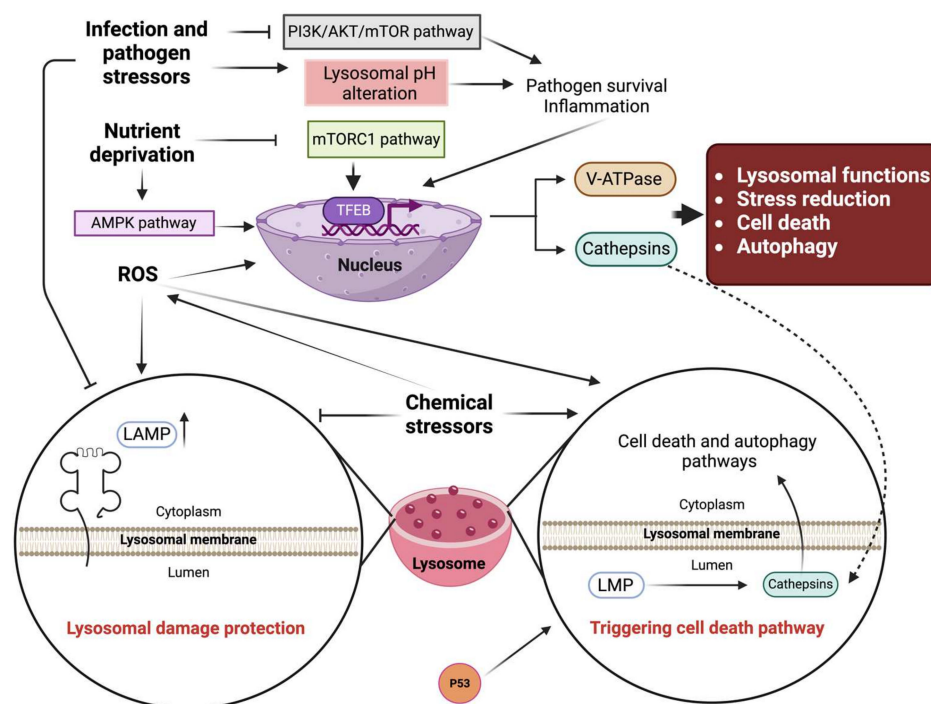 Infection and
pathogen
stressors
PI3K/AKT/mTOR pathway
Lysosomal pH
alteration
Pathogen survival
Inflammation
Nutrient
deprivation
mTORC1 pathway
AMPK pathway
TFEB
Nucleus
V-ATPase
Cathepsins
• Lysosomal functions
• Stress reduction
• Cell death
• Autophagy
ROS
Chemical
stressors
LAMP
Cytoplasm
Lysosomal membrane
Lumen
Lysosomal damage protection
Lysosome
Cell death and autophagy
pathways
Cytoplasm
Lysosomal membrane
Lumen
LMP
Cathepsins
Triggering cell death pathway
P53